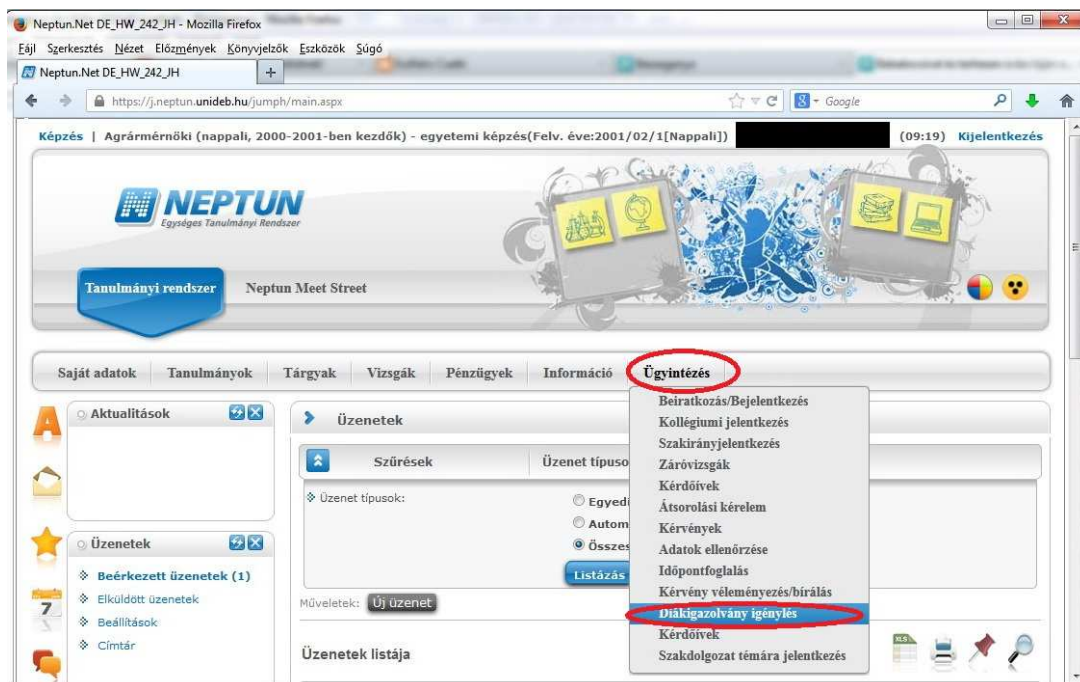 Neptun.Net DE_HW_242_JH - Mozilla Firefox
Fájl Szerkesztés Nézet Előzmények Könyvjelzők Eszközök Súgó
Neptun.Net DE_HW_242_JH +
https://j.neptun.unideb.hu/jumph/main.aspx
8 - Google
Képzés | Agrármérnöki (nappali, 2000-2001-ben kezdők) - egyetemi képzés(Felv. éve:2001/02/1[Nappali]) (09:19) Kijelentkezés
NEPTUN
Egységes Tanulmányi Rendszer
Tanulmányi rendszer Neptun Meet Street
Saját adatok Tanulmányok Tárgyak Vizsgák Pénzügyek Információ Ügyintézés
Aktualitások
Üzenetek
Beérkezett üzenetek (1)
Elküldött üzenetek
Beállítások
Címtár
7
Üzenetek
Szűrések Üzenet típuso
Üzenet típusok:
Egyedi
Autom
Összes
Listázás
Műveletek: Új üzenet
Üzenetek listája
Beiratkozás/Bejelentkezés
Kollégiumi jelentkezés
Szakirányjelentkezés
Záróvizsgák
Kérdőívek
Átsorolási kérelem
Kérvények
Adatok ellenőrzése
Időpontfoglalás
Kérvény véleményezés/bírálás
Diákigazolvány igénylés
Kérdőívek
Szakdolgozat témára jelentkezés
XLS